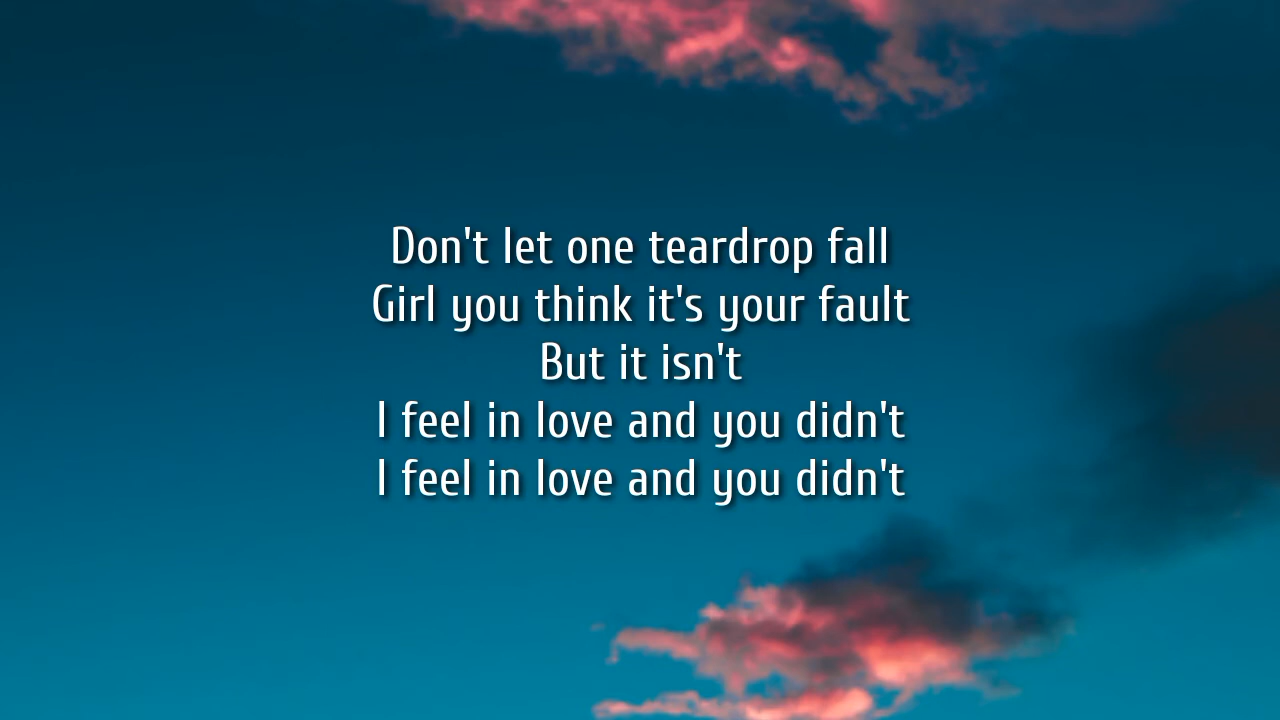 Don't let one teardrop fall
Girl you think it's your fault
But it isn't
I feel in love and you didn't
I feel in love and you didn't